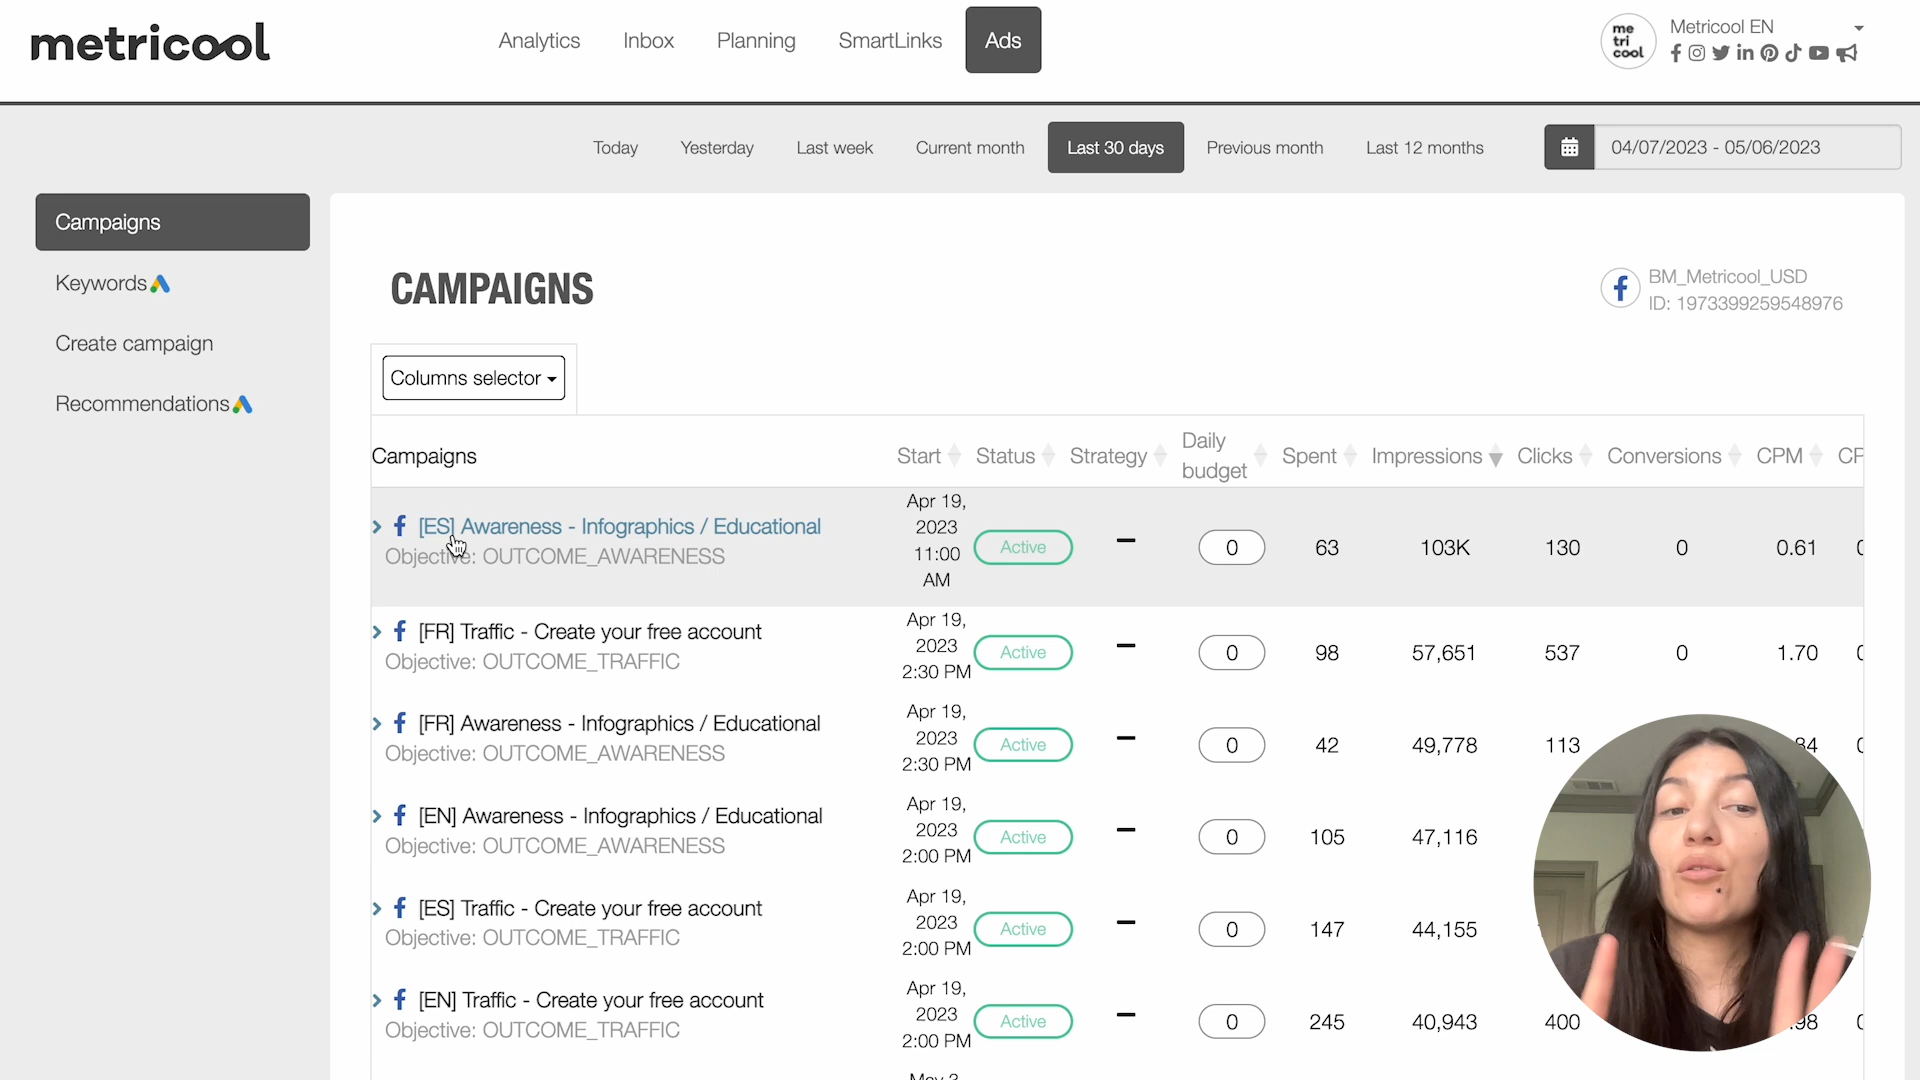 metricool
Analytics
Inbox
Planning
SmartLinks
Ads
me
tri
cool
Metricool EN
Today
Yesterday
Last week
Current month
Last 30 days
Previous month
Last 12 months
04/07/2023 - 05/06/2023
Campaigns
Keywords
Create campaign
Recommendations
CAMPAIGNS
BM_Metricool_USD
ID: 1973399259548976
Columns selector
Campaigns
Start
Status
Strategy
Daily
budget
Spent
Impressions
Clicks
Conversions
CPM
[ES] Awareness - Infographics / Educational
Objective: OUTCOME_AWARENESS
Apr 19,
2023
11:00
AM
Active
0
63
103K
130
0
0.61
[FR] Traffic - Create your free account
Objective: OUTCOME_TRAFFIC
Apr 19,
2023
2:30 PM
Active
0
98
57,651
537
0
1.70
[FR] Awareness - Infographics / Educational
Objective: OUTCOME_AWARENESS
Apr 19,
2023
2:30 PM
Active
0
42
49,778
113
[EN] Awareness - Infographics / Educational
Objective: OUTCOME_AWARENESS
Apr 19,
2023
2:00 PM
Active
0
105
47,116
[ES] Traffic - Create your free account
Objective: OUTCOME_TRAFFIC
Apr 19,
2023
2:00 PM
Active
0
147
44,155
[EN] Traffic - Create your free account
Objective: OUTCOME_TRAFFIC
Apr 19,
2023
2:00 PM
Active
0
245
40,943
400